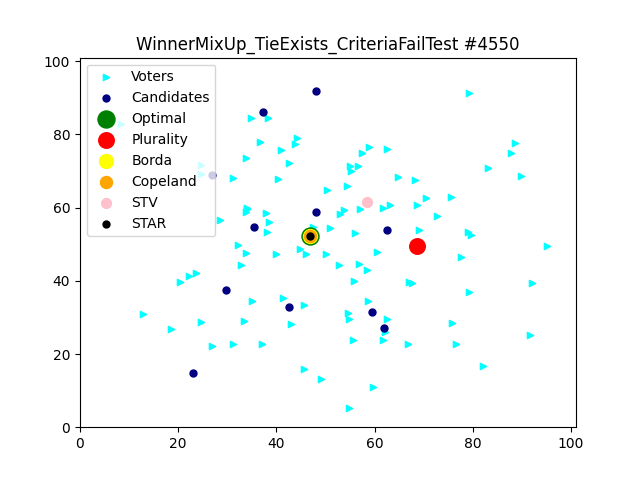 WinnerMixUp_TieExists_CriteriaFailTest #4550
100
80
60
40
20
0
Voters
Candidates
Optimal
Plurality
Borda
Copeland
STV
STAR
0 20 40 60 80 100